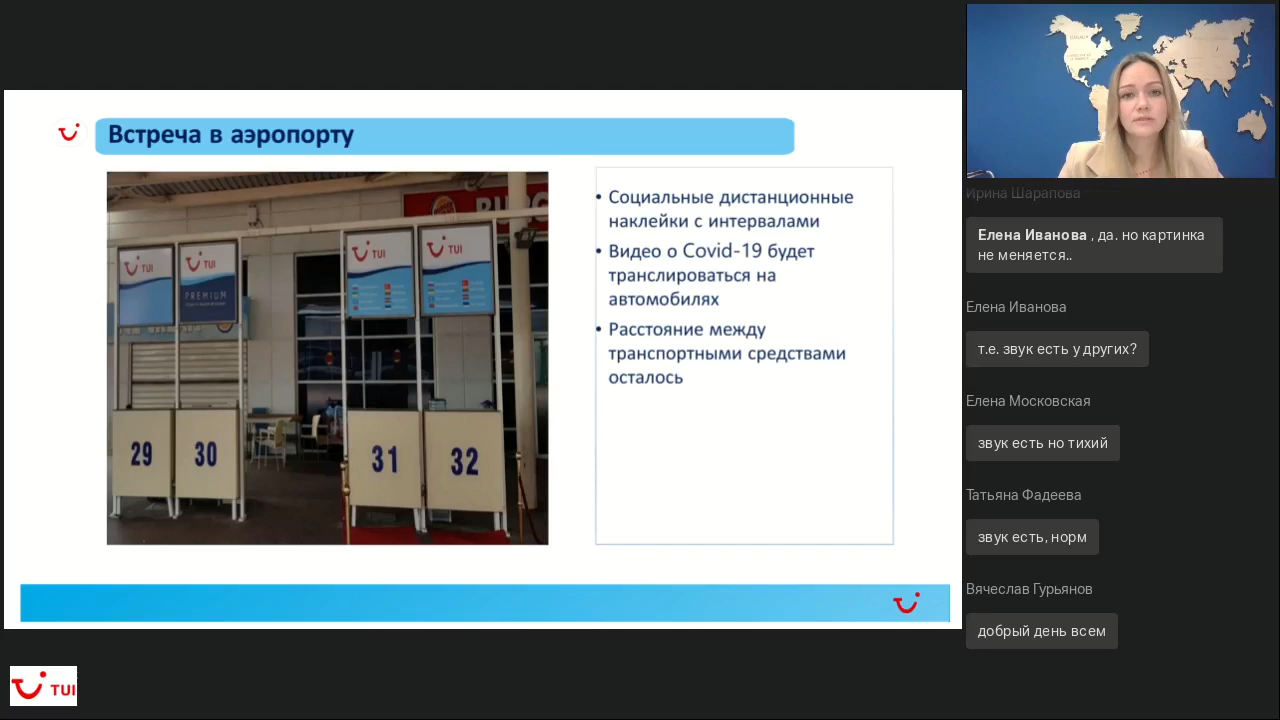 Встреча в аэропорту
TUI
TUI
PREMIUM
TUI
TUI
29
30
31
32
• Социальные дистанционные
наклейки с интервалами
• Видео о Covid-19 будет
транслироваться на
автомобилях
• Расстояние между
транспортными средствами
осталось
TUI
Ирина Шарапова
Елена Иванова , да. но картинка
не меняется..
Елена Иванова
т.е. звук есть у других?
Елена Московская
звук есть но тихий
Татьяна Фадеева
звук есть, норм
Вячеслав Гурьянов
добрый день всем